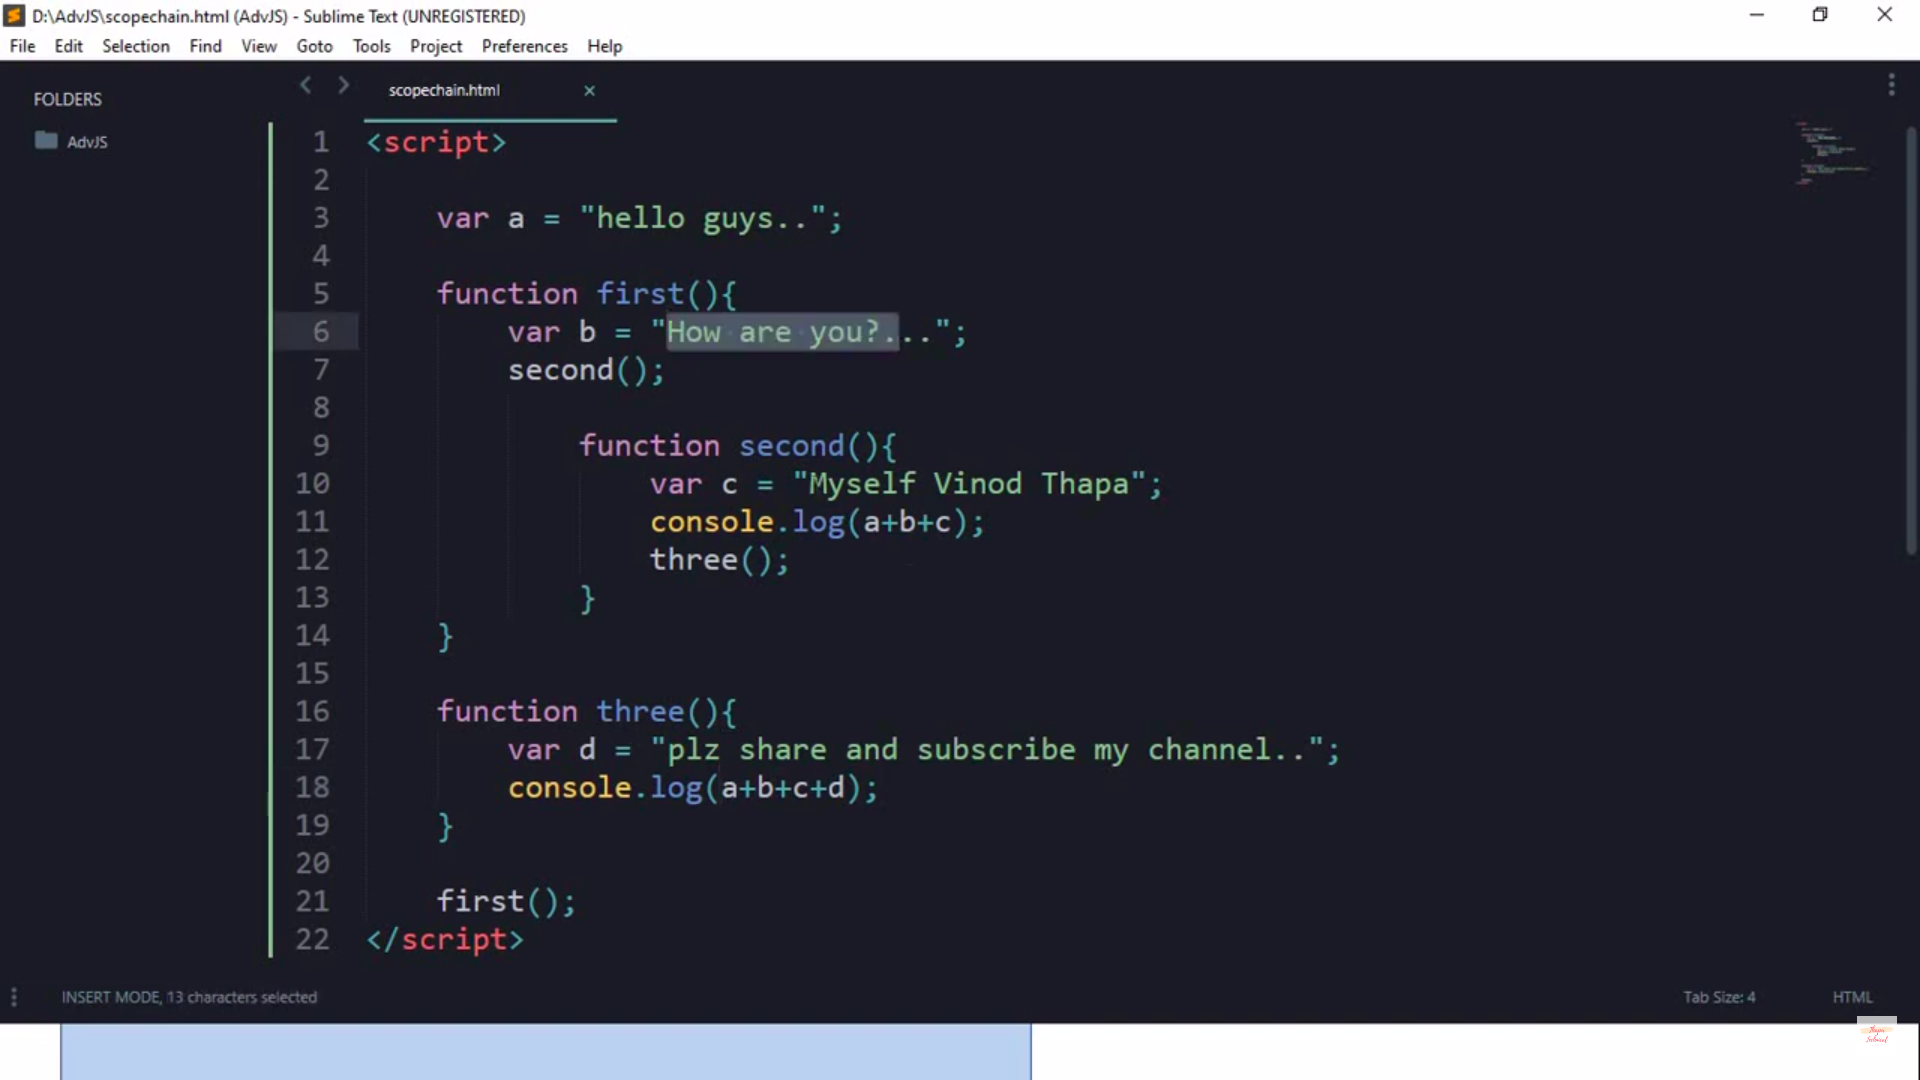 D:\AdvJS\scopechain.html (AdvJS) - Sublime Text (UNREGISTERED)
File Edit Selection Find View Goto Tools Project Preferences Help
FOLDERS
AdvJS
scopechain.html
1 <script>
2
3 var a = "hello guys..";
4
5 function first(){
6 var b = "How are you?...";
7 second();
8
9 function second(){
10 var c = "Myself Vinod Thapa";
11 console.log(a+b+c);
12 three();
13 }
14 }
15
16 function three(){
17 var d = "plz share and subscribe my channel..";
18 console.log(a+b+c+d);
19 }
20
21 first();
22 </script>
INSERT MODE, 13 characters selected
Tab Size: 4
HTML
Thapa
Technical